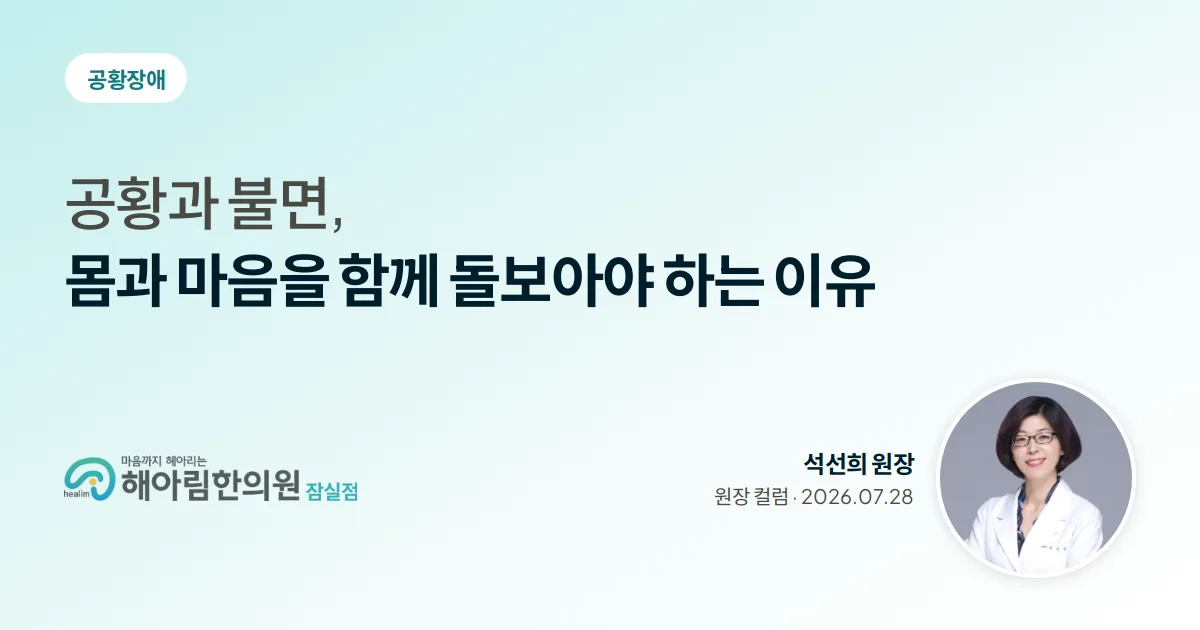 공황장애
공황과 불면,
몸과 마음을 함께 돌보아야 하는 이유
마음까지 헤아리는
healim
해아림한의원 잠실점
석선희 원장
원장 컬럼 · 2026.07.28